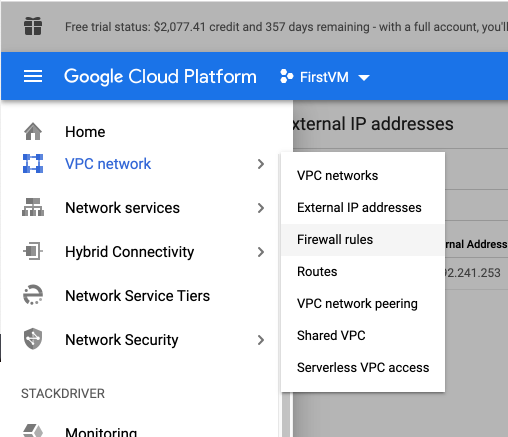 Free trial status: $2,077.41 credit and 357 days remaining - with a full account, you'll
Google Cloud Platform
FirstVM
xternal IP addresses
Home
VPC network
Network services
Hybrid Connectivity
Network Service Tiers
Network Security
STACKDRIVER
Monitoring
VPC networks
External IP addresses
Firewall rules
Routes
VPC network peering
Shared VPC
Serverless VPC access
rnal Address
92.241.253